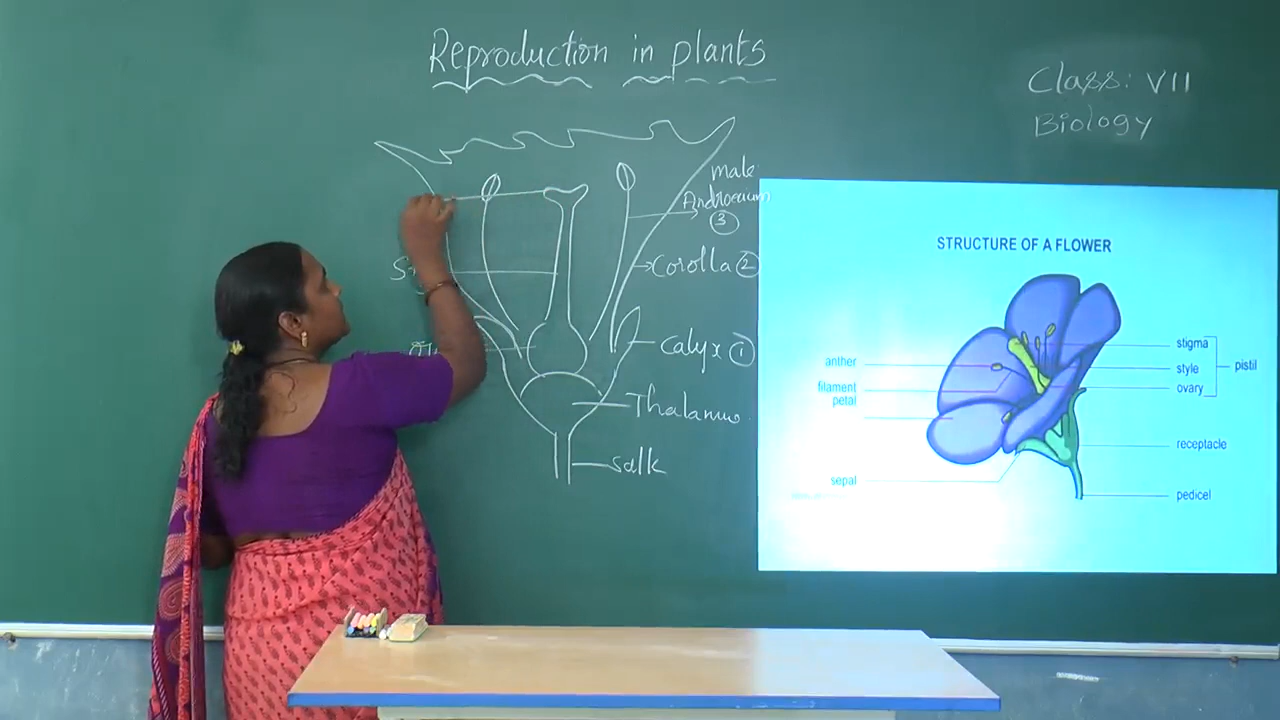 Reproduction in plants
Class: VII
Biology
male
Androecium
3
Corolla 2
Calyx 1
Thalamus
Salk
STRUCTURE OF A FLOWER
anther
filament
petal
sepal
stigma
style
ovary
pistil
receptacle
pedicel